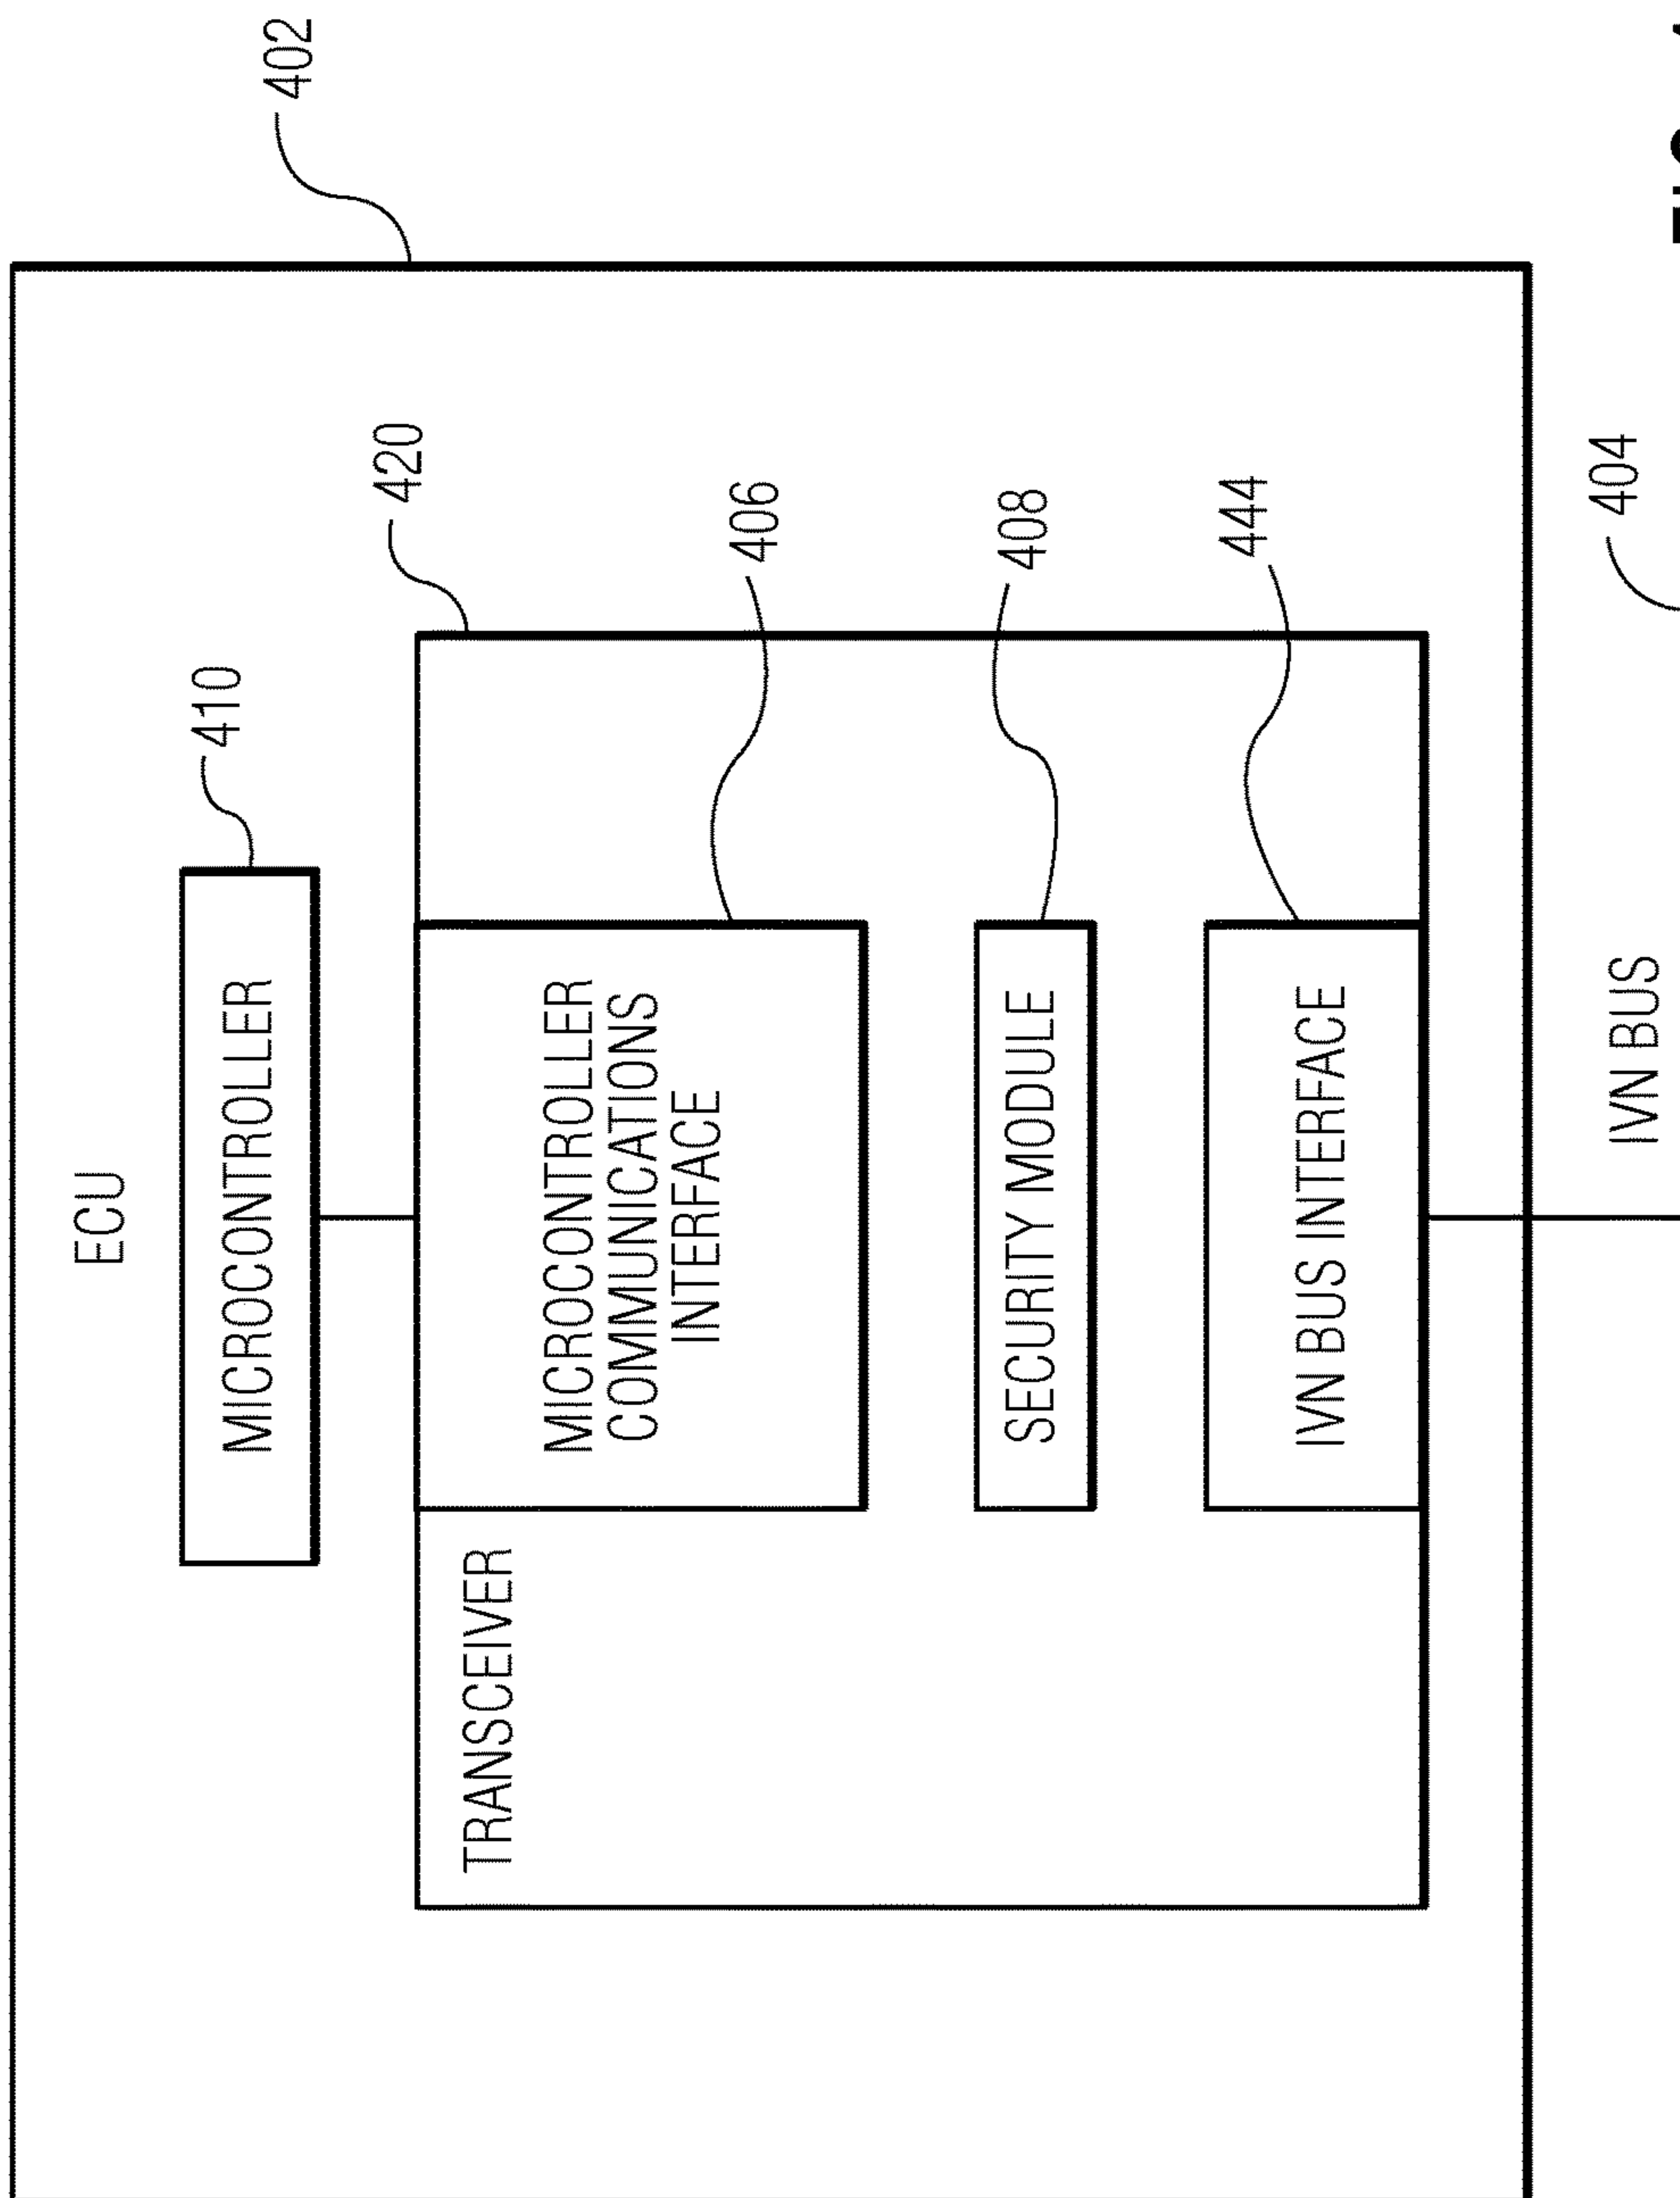 ECU
402
MICROCONTROLLER
410
420
TRANSCEIVER
MICROCONTROLLER
COMMUNICATIONS
INTERFACE
406
SECURITY MODULE
408
IVN BUS INTERFACE
444
IVN BUS
404